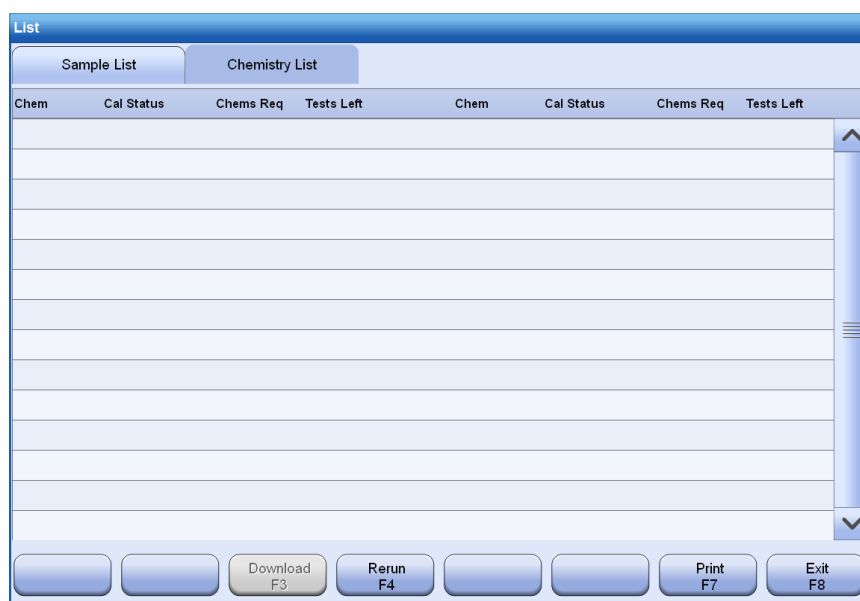 List
Sample List Chemistry List
Chem Cal Status Chems Req Tests Left Chem Cal Status Chems Req Tests Left
Download Rerun Print Exit
F3 F4 F7 F8